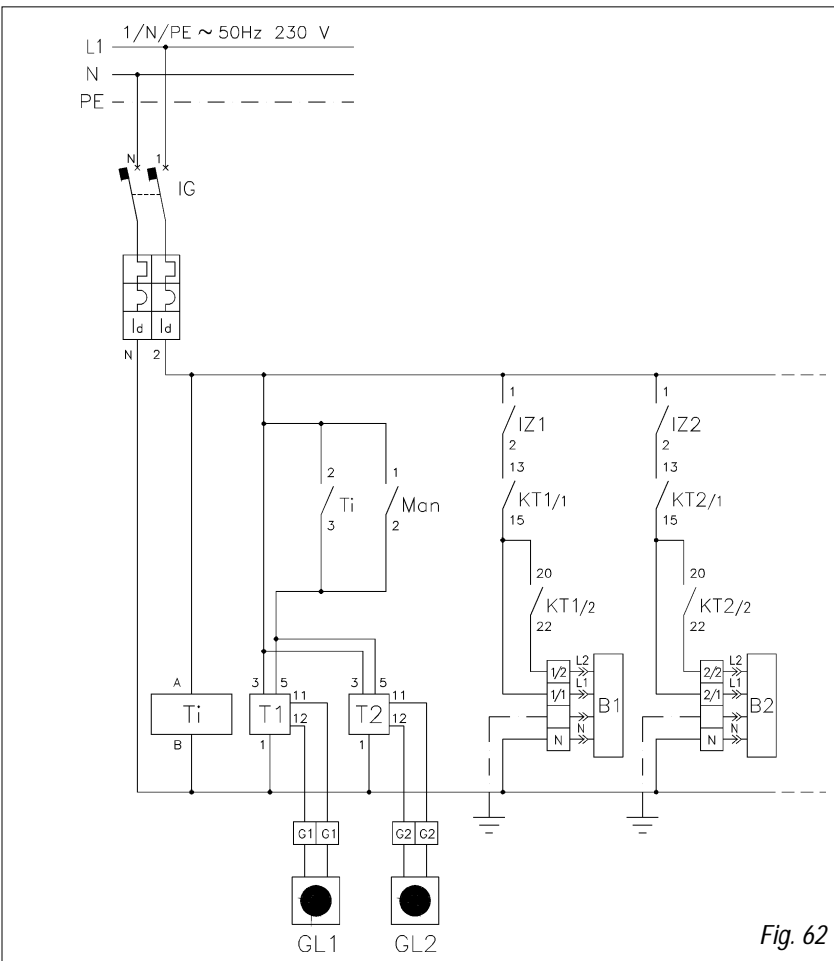 1/N/PE ~ 50Hz 230 V
L1
N
PE
N 1
IG
Id Id
N 2
1 1
IZ1 IZ2
2 2
13 13
2 1
Ti Man KT1/1 KT2/1
3 2
15 15
20 20
KT1/2 KT2/2
22 22
A 3 5 3 5
1/2 L2 2/2 L2
1/1 L1 2/1 L1
Ti T1 11 T2 11
12 12
B1 B2
B 1 1
N N N N
G1 G1 G2 G2
GL1 GL2
Fig. 62